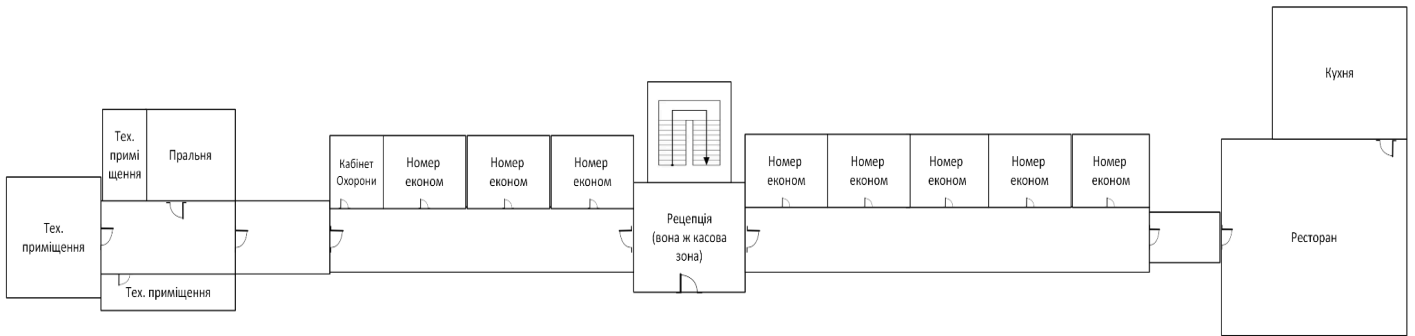 Кухня
Тех.
примі
щення
Пральня
Кабінет
Охорони
Номер
економ
Номер
економ
Номер
економ
Номер
економ
Номер
економ
Номер
економ
Номер
економ
Номер
економ
Тех.
приміщення
Рецепція
(вона ж касова
зона)
Ресторан
Тех. приміщення